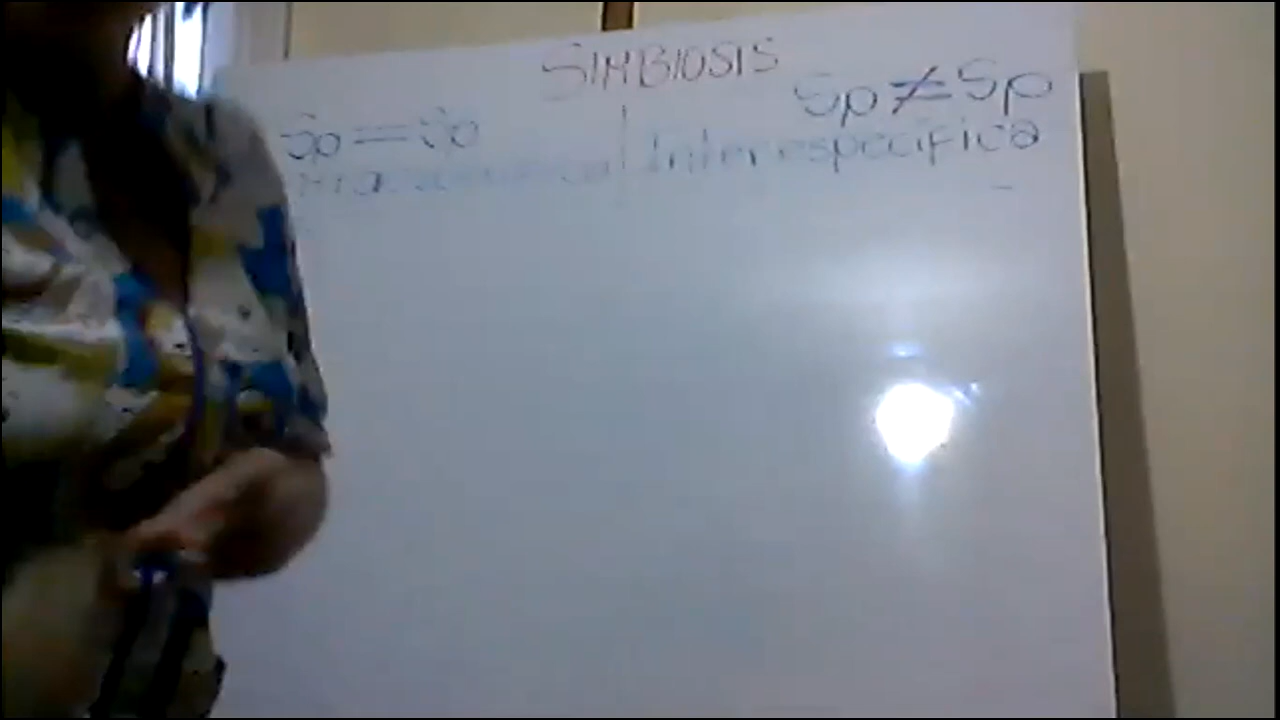 SIMBIOSIS
Sp = Sp
Sp ≠ Sp
Interespecifica